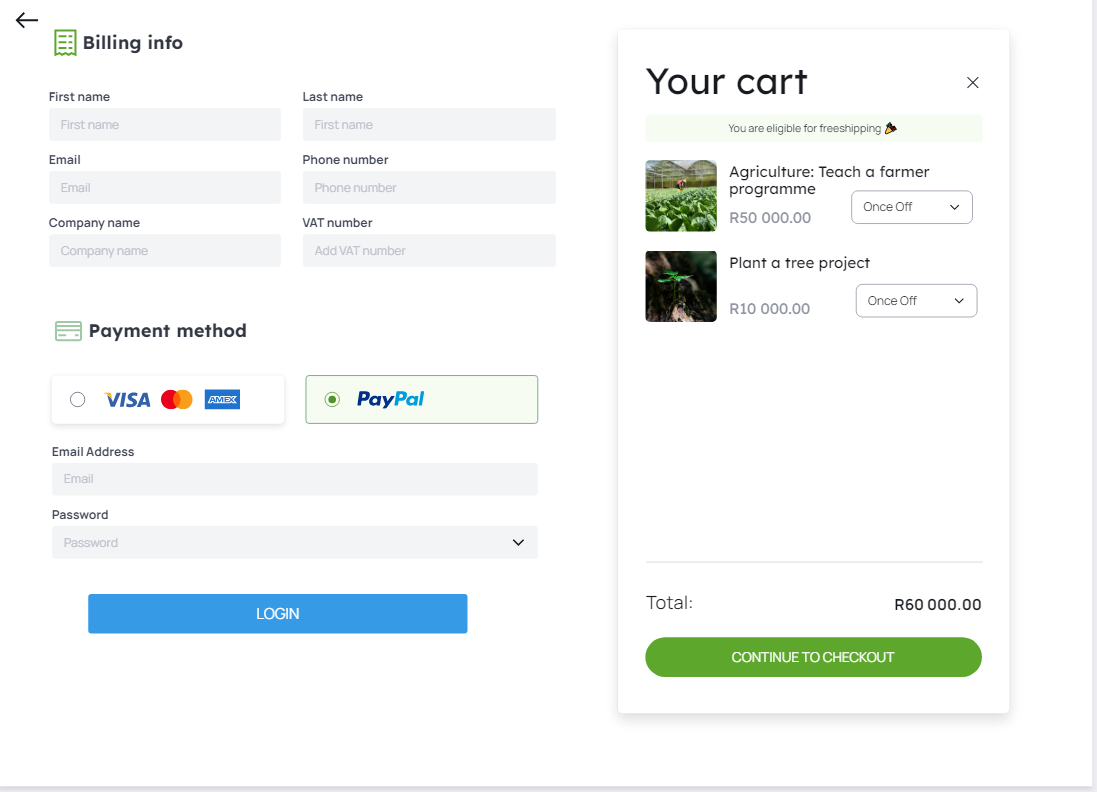 Billing info
First name
Last name
First name
First name
Email
Phone number
Email
Phone number
Company name
VAT number
Company name
Add VAT number
Payment method
VISA
AMEX
PayPal
Email Address
Email
Password
Password
LOGIN
Your cart
You are eligible for freeshipping
Agriculture: Teach a farmer
programme
R50 000.00
Once Off
Plant a tree project
R10 000.00
Once Off
Total:
R60 000.00
CONTINUE TO CHECKOUT